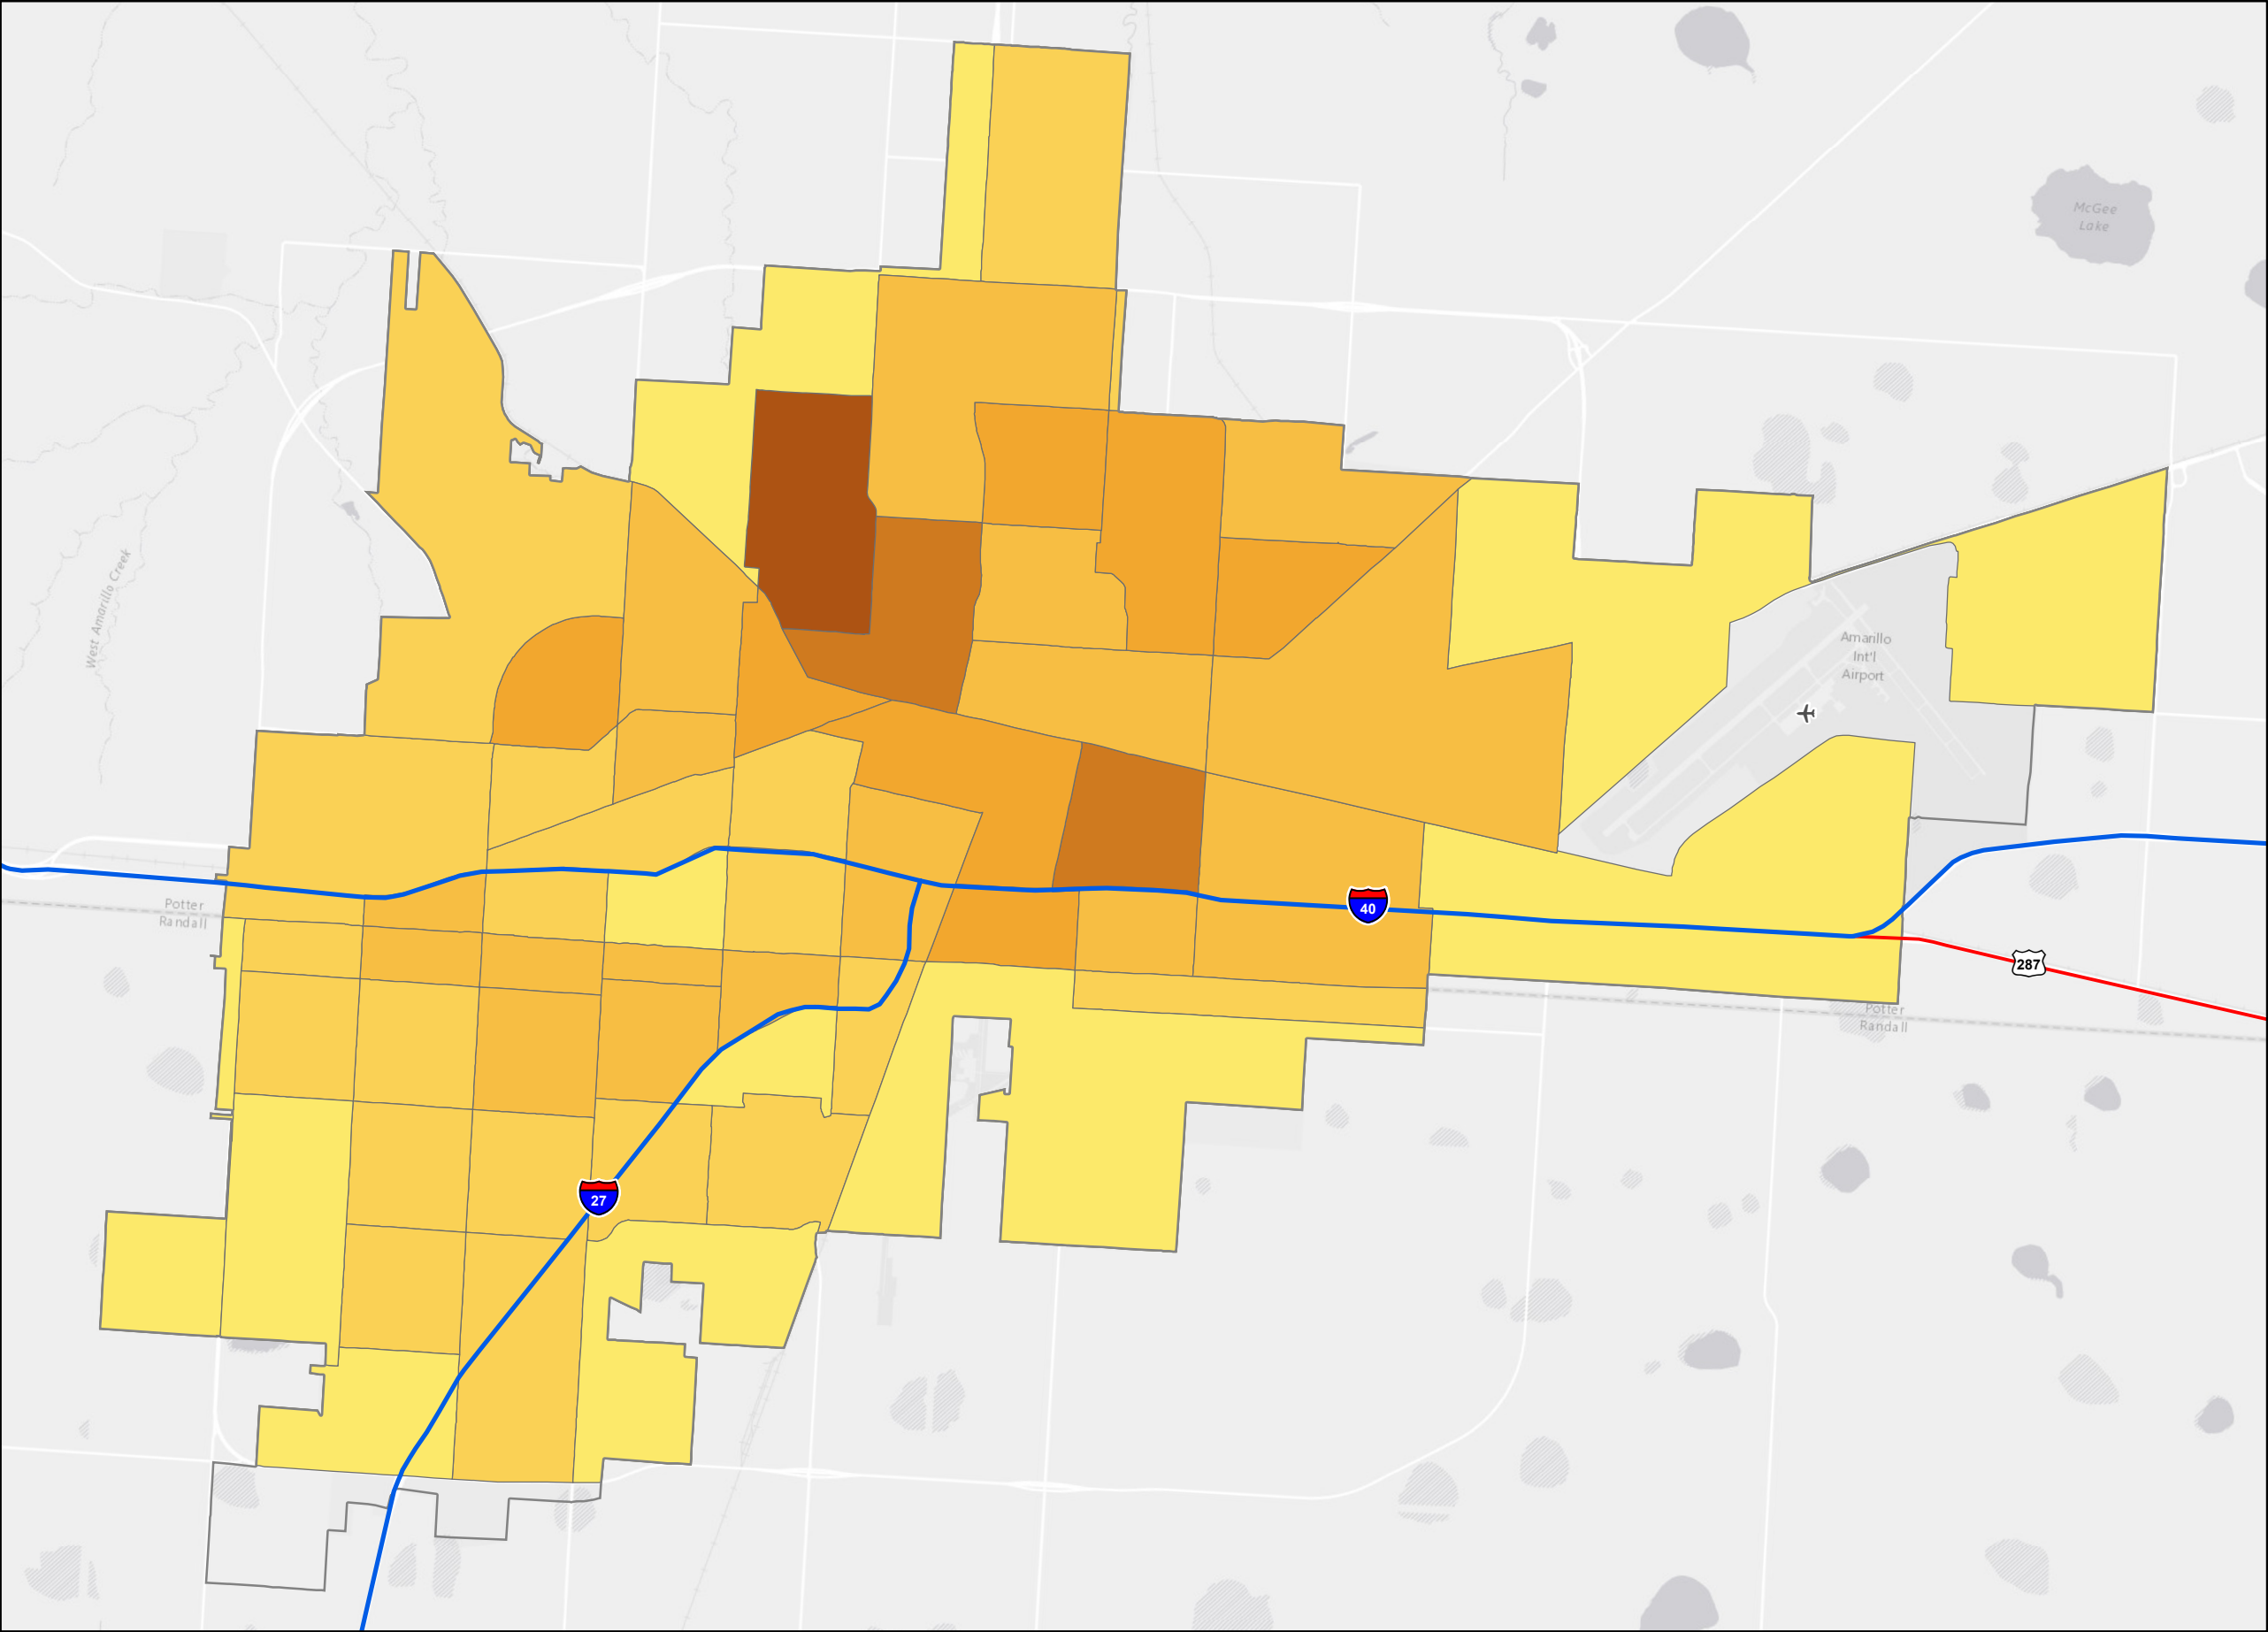 McGee
Lake
West Amarillo Creek
Amarillo
Int'l
Airport
Potter
Randall
40
287
Potter
Randall
27